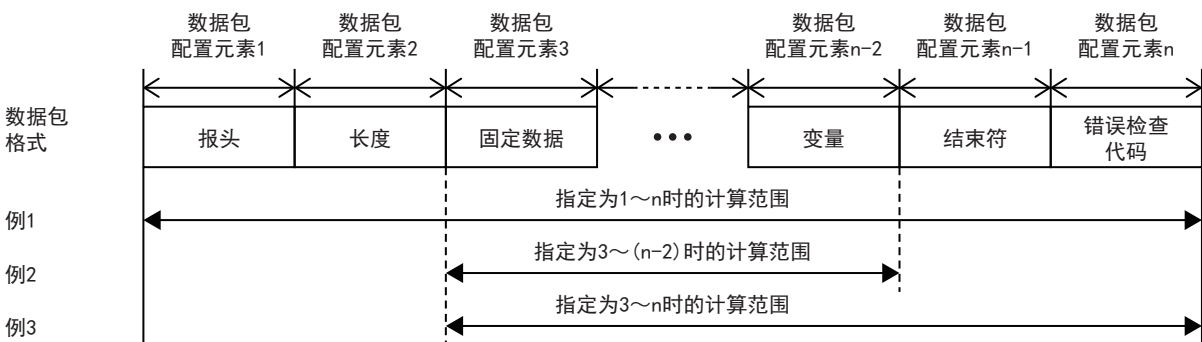 数据包
配置元素1
数据包
配置元素2
数据包
配置元素3
数据包
配置元素n-2
数据包
配置元素n-1
数据包
配置元素n
数据包
格式
报头
长度
固定数据
•••
变量
结束符
错误检查
代码
例1
指定为1～n时的计算范围
例2
指定为3～(n-2)时的计算范围
例3
指定为3～n时的计算范围